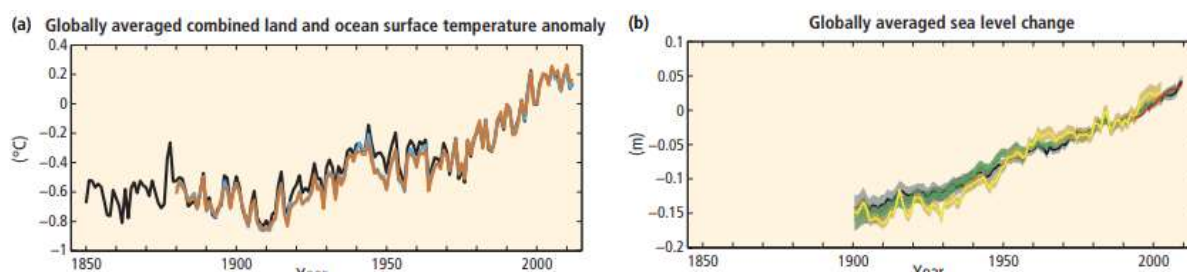 (a) Globally averaged combined land and ocean surface temperature anomaly
0.4
0.2
0
−0.2
−0.4
−0.6
−0.8
−1
(°C)
1850 1900 1950 2000
Year
(b) Globally averaged sea level change
0.1
0.05
0
−0.05
−0.1
−0.15
−0.2
(m)
1850 1900 1950 2000
Year